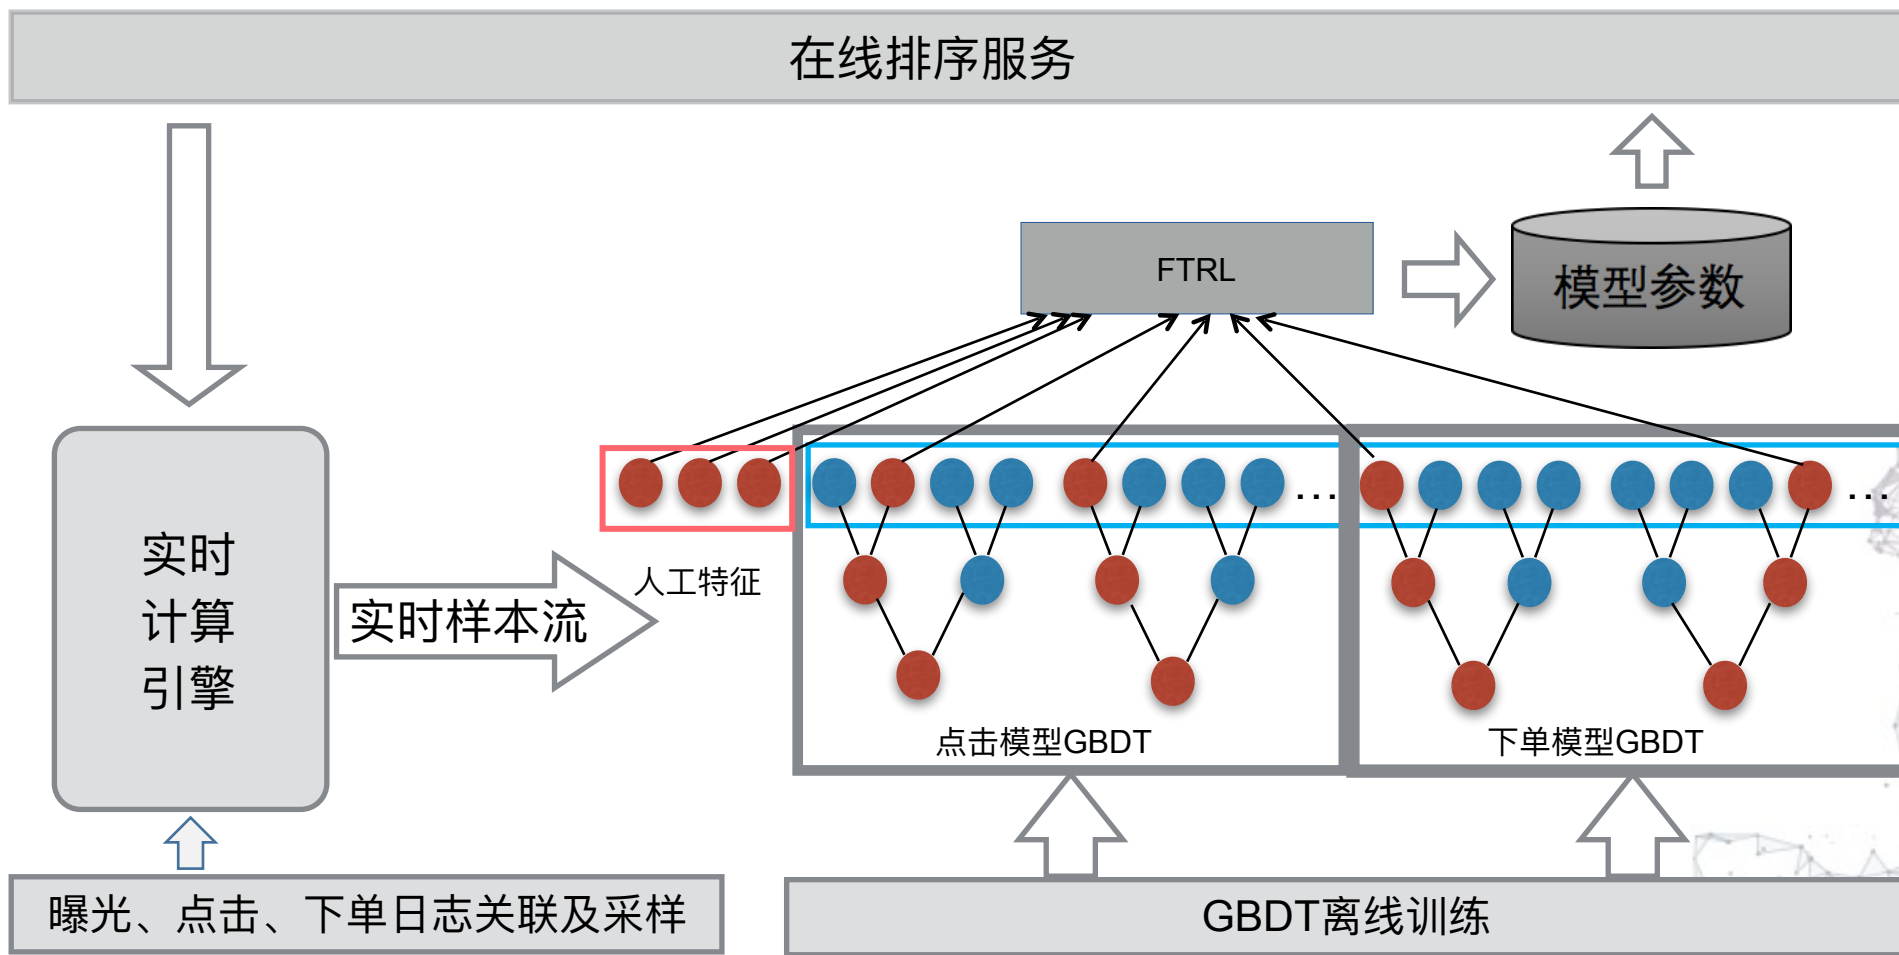 在线排序服务
FTRL
模型参数
实时
计算
引擎
实时样本流
人工特征
...
...
点击模型GBDT
下单模型GBDT
曝光、点击、下单日志关联及采样
GBDT离线训练